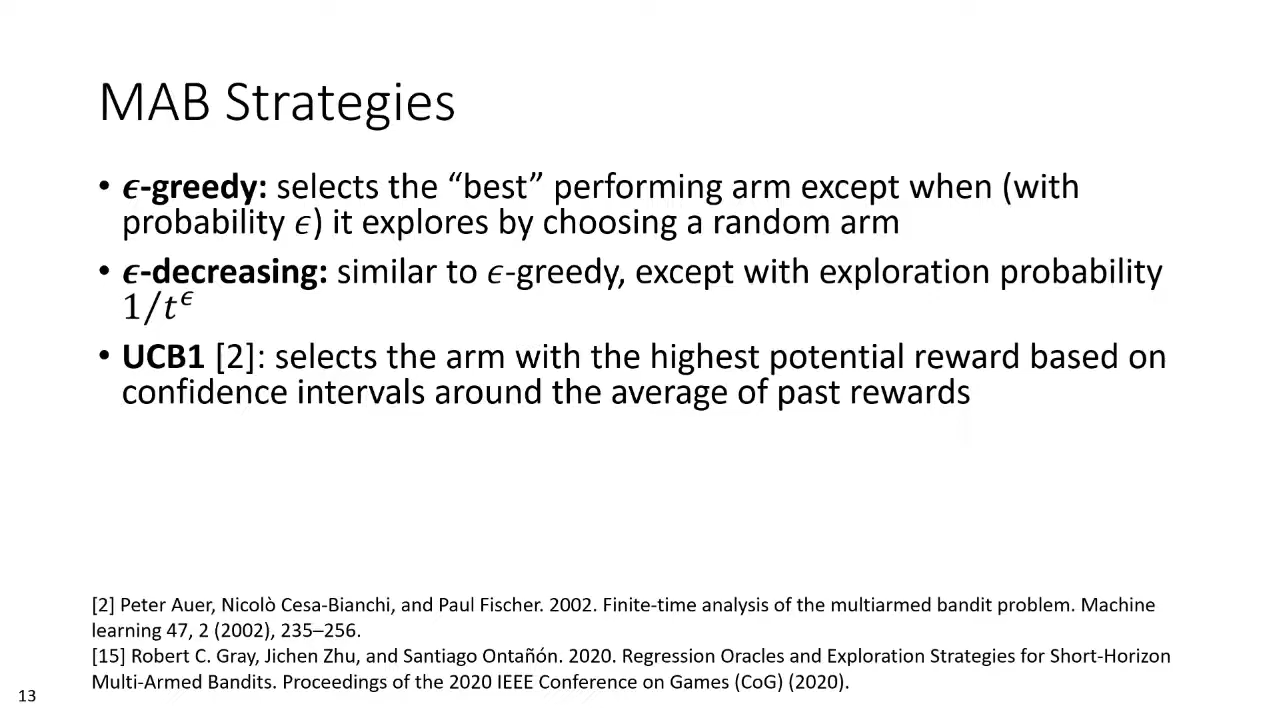 MAB Strategies
• ϵ-greedy: selects the “best” performing arm except when (with
probability ϵ) it explores by choosing a random arm
• ϵ-decreasing: similar to ϵ-greedy, except with exploration probability
1/t^ϵ
• UCB1 [2]: selects the arm with the highest potential reward based on
confidence intervals around the average of past rewards
[2] Peter Auer, Nicolò Cesa-Bianchi, and Paul Fischer. 2002. Finite-time analysis of the multiarmed bandit problem. Machine
learning 47, 2 (2002), 235–256.
[15] Robert C. Gray, Jichen Zhu, and Santiago Ontañón. 2020. Regression Oracles and Exploration Strategies for Short-Horizon
Multi-Armed Bandits. Proceedings of the 2020 IEEE Conference on Games (CoG) (2020).
13